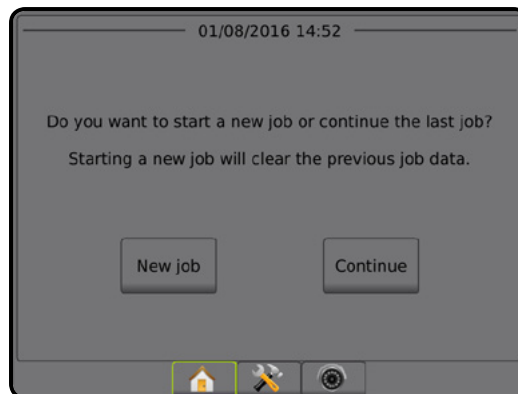 01/08/2016 14:52
Do you want to start a new job or continue the last job?
Starting a new job will clear the previous job data.
New job
Continue